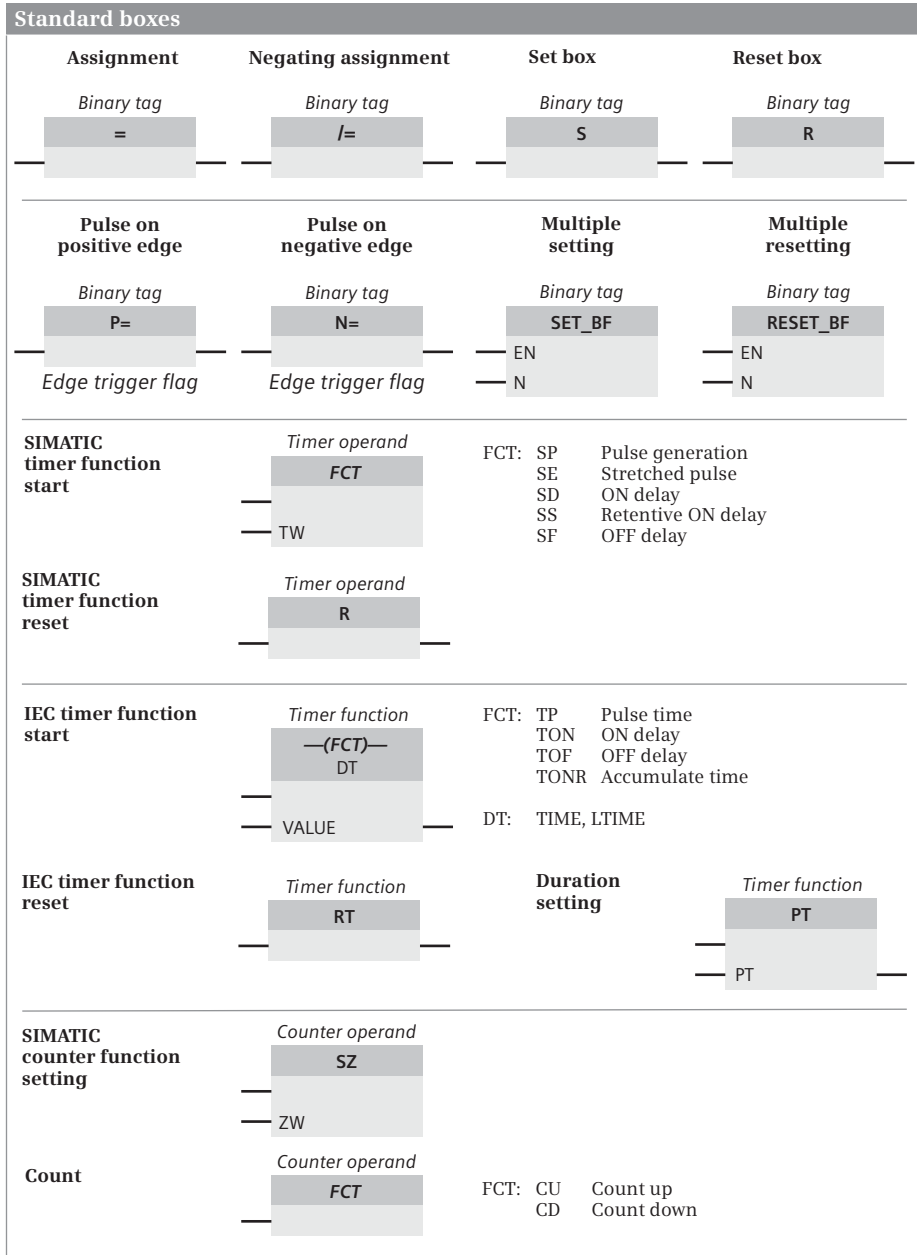 Standard boxes
Assignment
Negating assignment
Set box
Reset box
Binary tag
Binary tag
Binary tag
Binary tag
=
/=
S
R
Pulse on
positive edge
Pulse on
negative edge
Multiple
setting
Multiple
resetting
Binary tag
Binary tag
Binary tag
Binary tag
P=
N=
SET_BF
RESET_BF
EN
EN
N
N
Edge trigger flag
Edge trigger flag
SIMATIC
timer function
start
Timer operand
FCT
TW
FCT: SP Pulse generation
SE Stretched pulse
SD ON delay
SS Retentive ON delay
SF OFF delay
SIMATIC
timer function
reset
Timer operand
R
IEC timer function
start
Timer function
—(FCT)—
DT
VALUE
FCT: TP Pulse time
TON ON delay
TOF OFF delay
TONR Accumulate time
DT: TIME, LTIME
IEC timer function
reset
Timer function
RT
Duration
setting
Timer function
PT
PT
SIMATIC
counter function
setting
Counter operand
SZ
ZW
Count
Counter operand
FCT
FCT: CU Count up
CD Count down